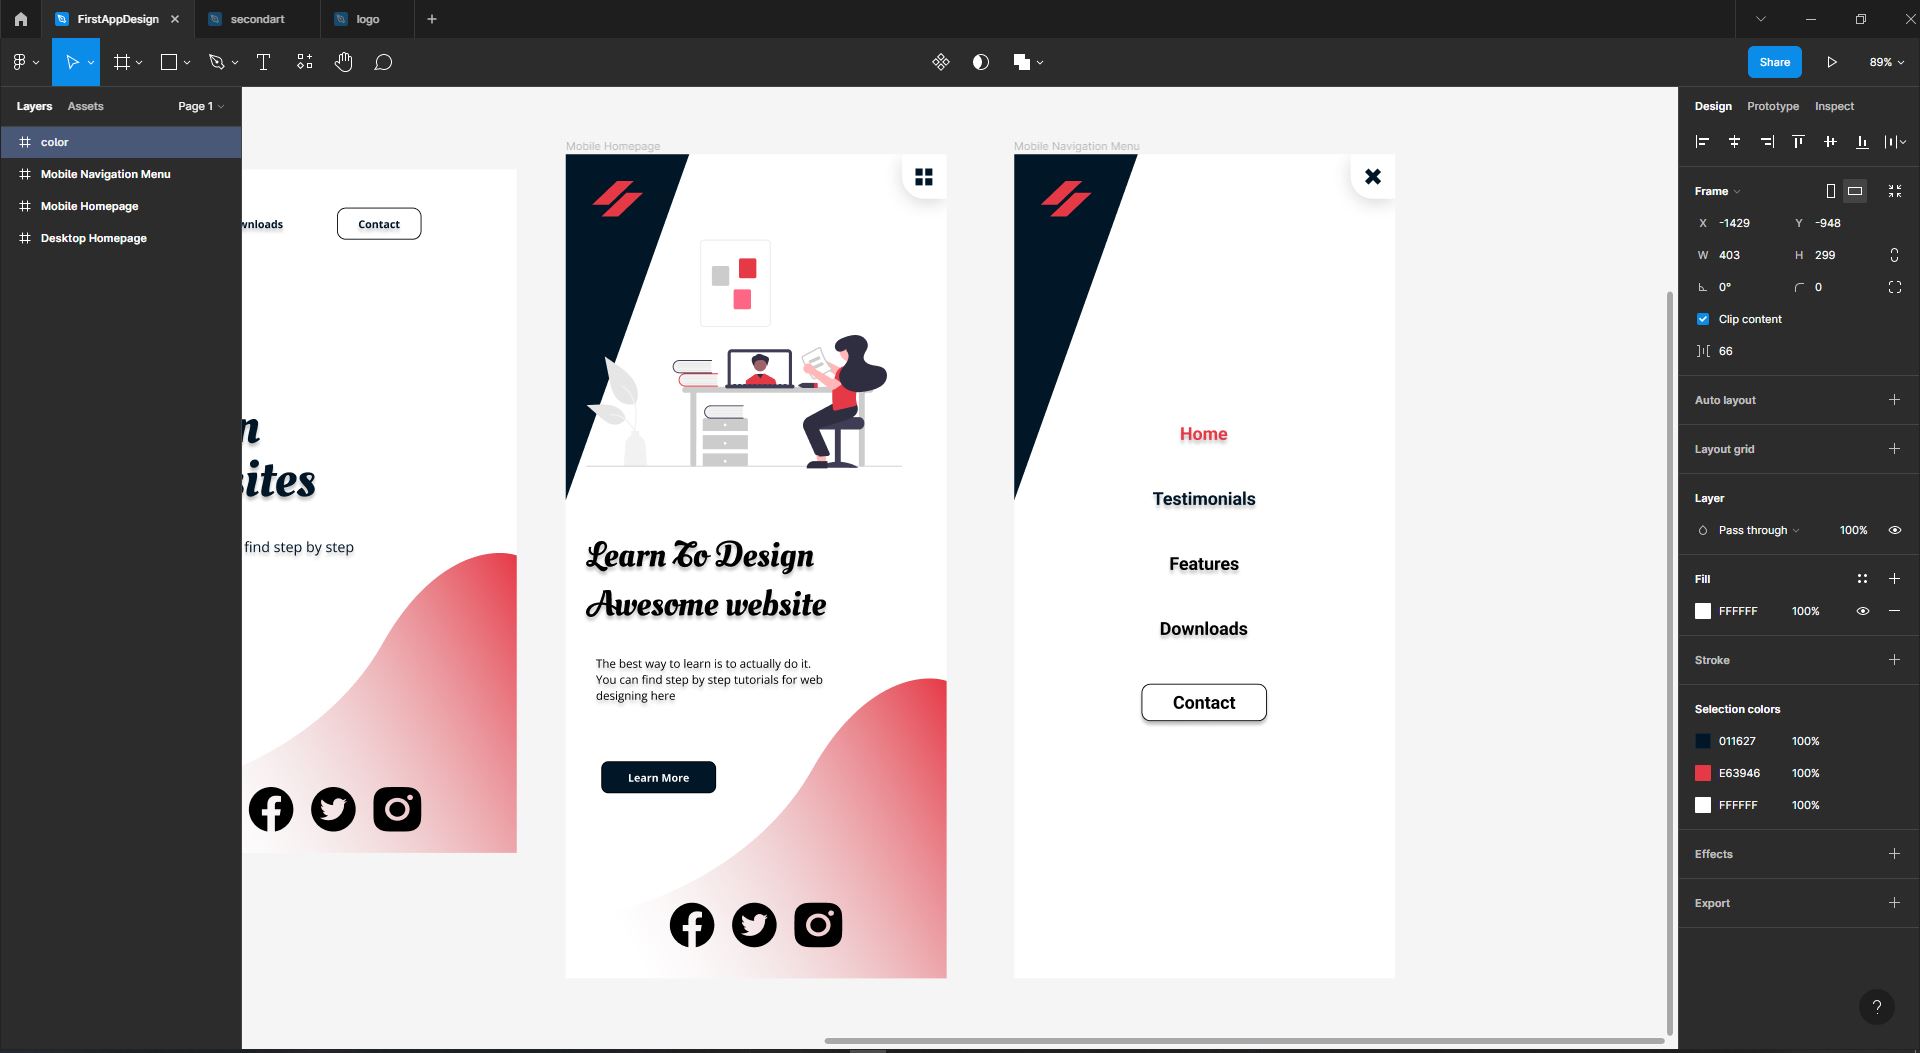 FirstAppDesign
secondart
logo
Share
89%
Layers
Assets
Page 1
color
Mobile Navigation Menu
Mobile Homepage
Desktop Homepage
wnloads
Contact
n
sites
find step by step
Mobile Homepage
Learn To Design
Awesome website
The best way to learn is to actually do it.
You can find step by step tutorials for web
designing here
Learn More
Mobile Navigation Menu
Home
Testimonials
Features
Downloads
Contact
Design
Prototype
Inspect
Frame
X -1429
Y -948
W 403
H 299
0°
0
Clip content
66
Auto layout
Layout grid
Layer
Pass through
100%
Fill
FFFFFF 100%
Stroke
Selection colors
011627 100%
E63946 100%
FFFFFF 100%
Effects
Export
?